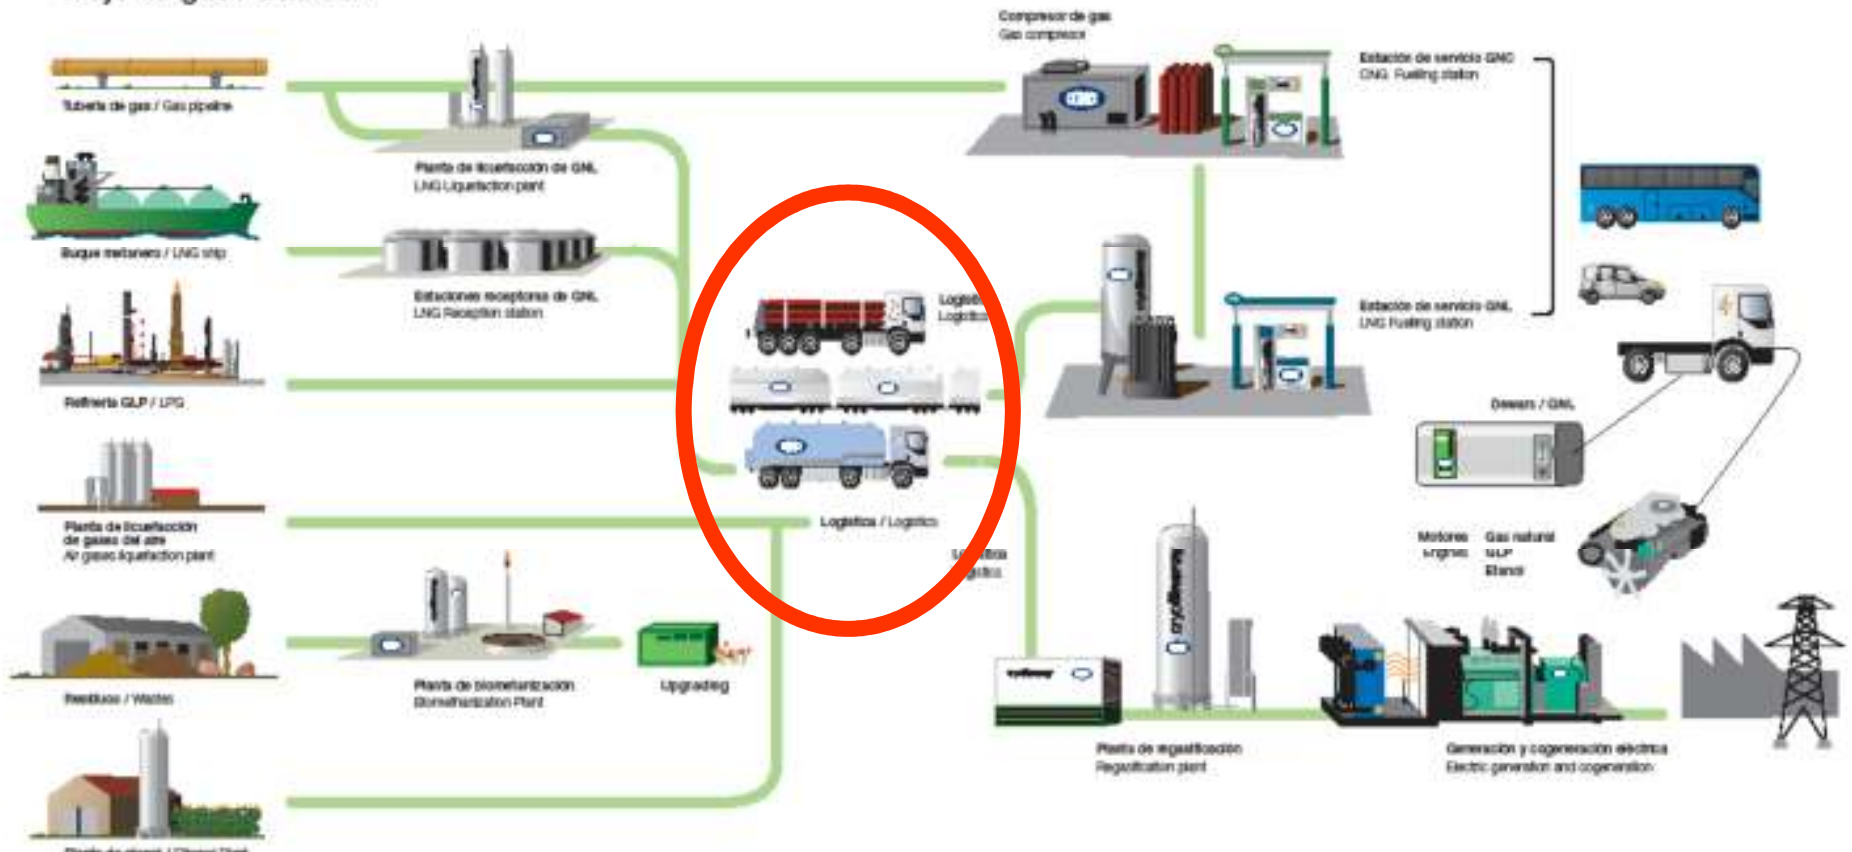 Tubería de gas / Gas pipeline
Planta de licuefacción de GNL
LNG Liquefaction plant
Compresor de gas
Gas compresor
Estación de servicio GNC
CNG Fueling station
Buque metanero / LNG ship
Estaciones receptoras de GNL
LNG Reception station
Refinería GLP / LPG
Logística / Logistics
Estación de servicio GNL
LNG Fueling station
Dewars / GNL
Planta de licuefacción
de gases del aire
Air gases liquefaction plant
Motores
Engines
Gas natural
GLP
Etanol
Residuos / Wastes
Planta de biometanización
Biomethanization Plant
Upgrading
Planta de regasificación
Regasification plant
Generación y cogeneración eléctrica
Electric generation and cogeneration